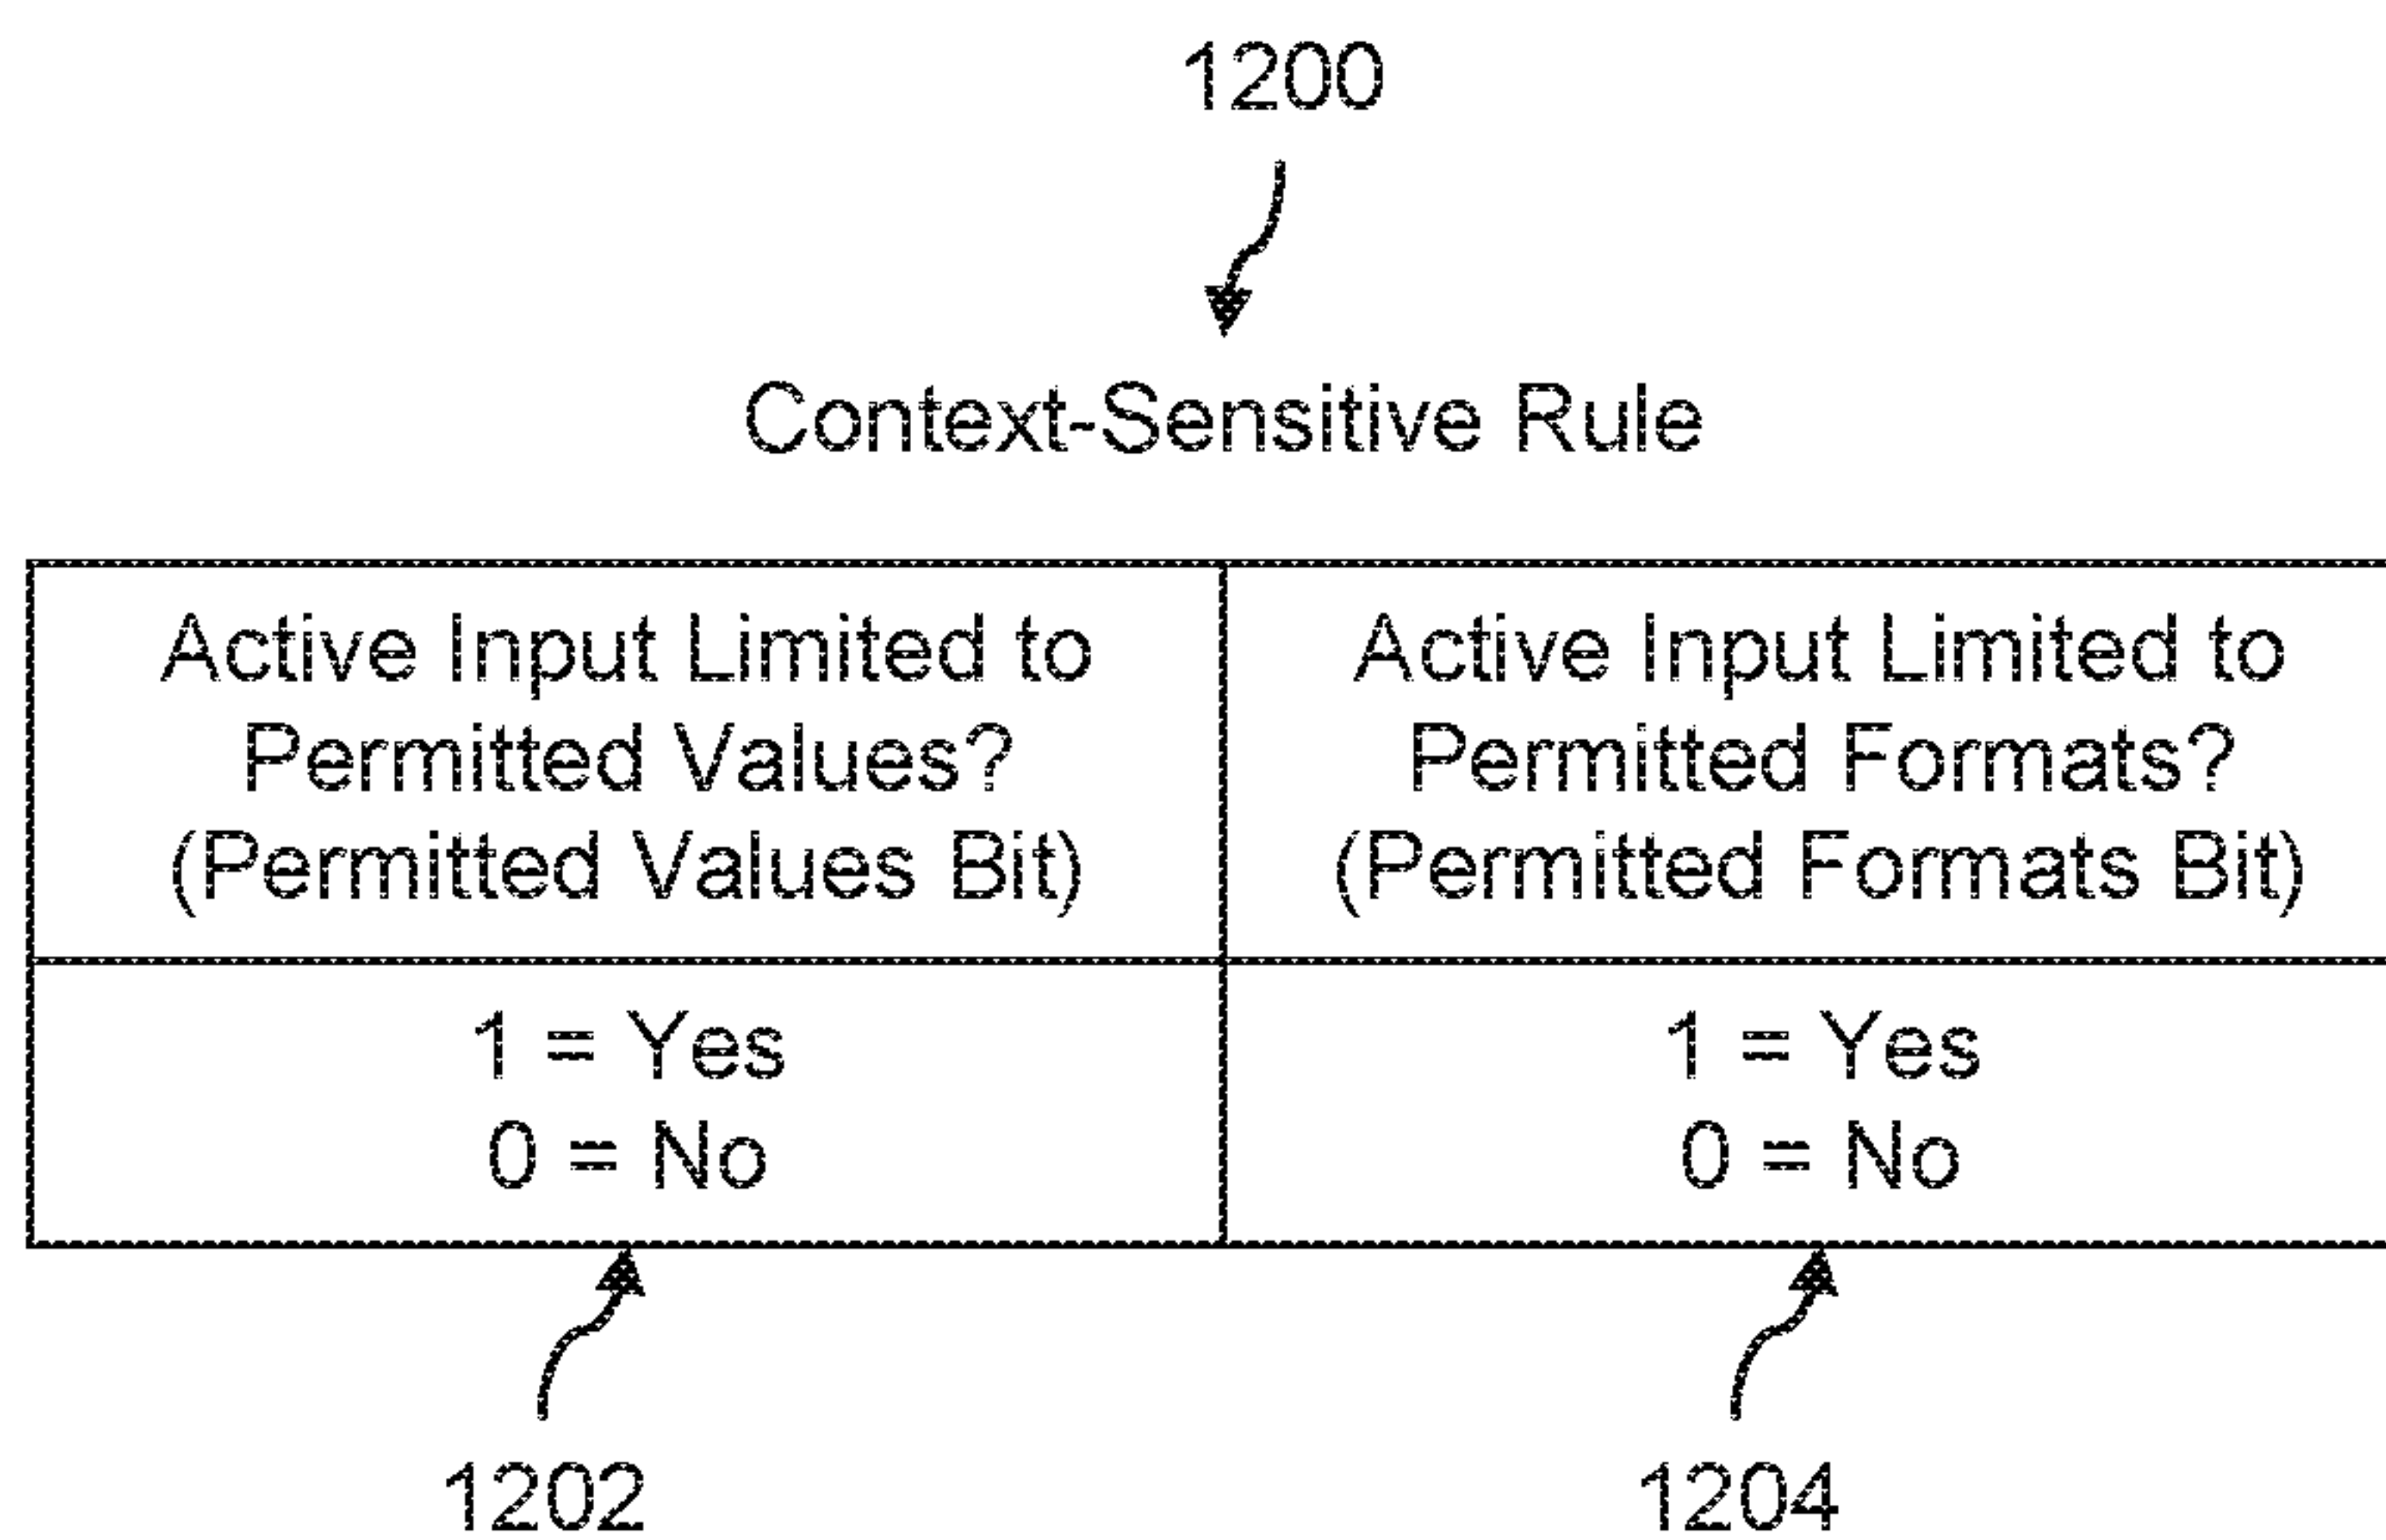 1200
Context-Sensitive Rule
Active Input Limited to
Permitted Values?
(Permitted Values Bit)
Active Input Limited to
Permitted Formats?
(Permitted Formats Bit)
1 = Yes
0 = No
1 = Yes
0 = No
1202
1204